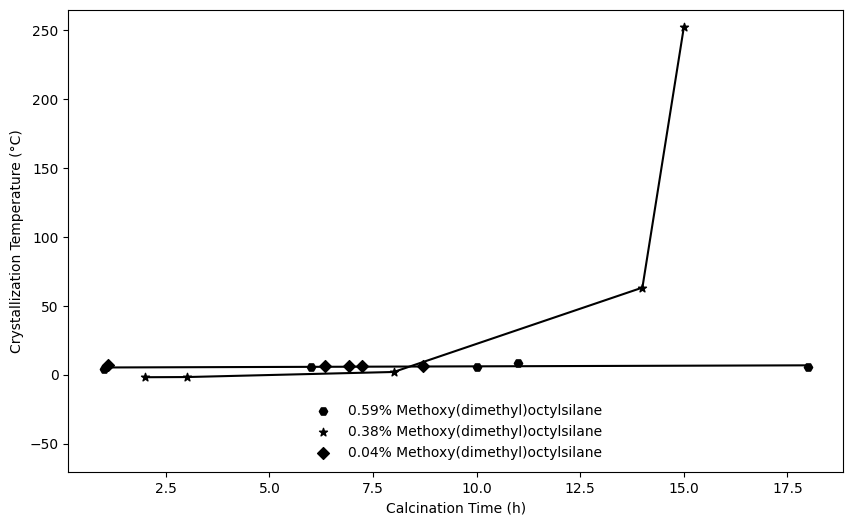 250
200
150
100
50
0
−50
Crystallization Temperature (°C)
0.59% Methoxy(dimethyl)octylsilane
0.38% Methoxy(dimethyl)octylsilane
0.04% Methoxy(dimethyl)octylsilane
2.5 5.0 7.5 10.0 12.5 15.0 17.5
Calcination Time (h)